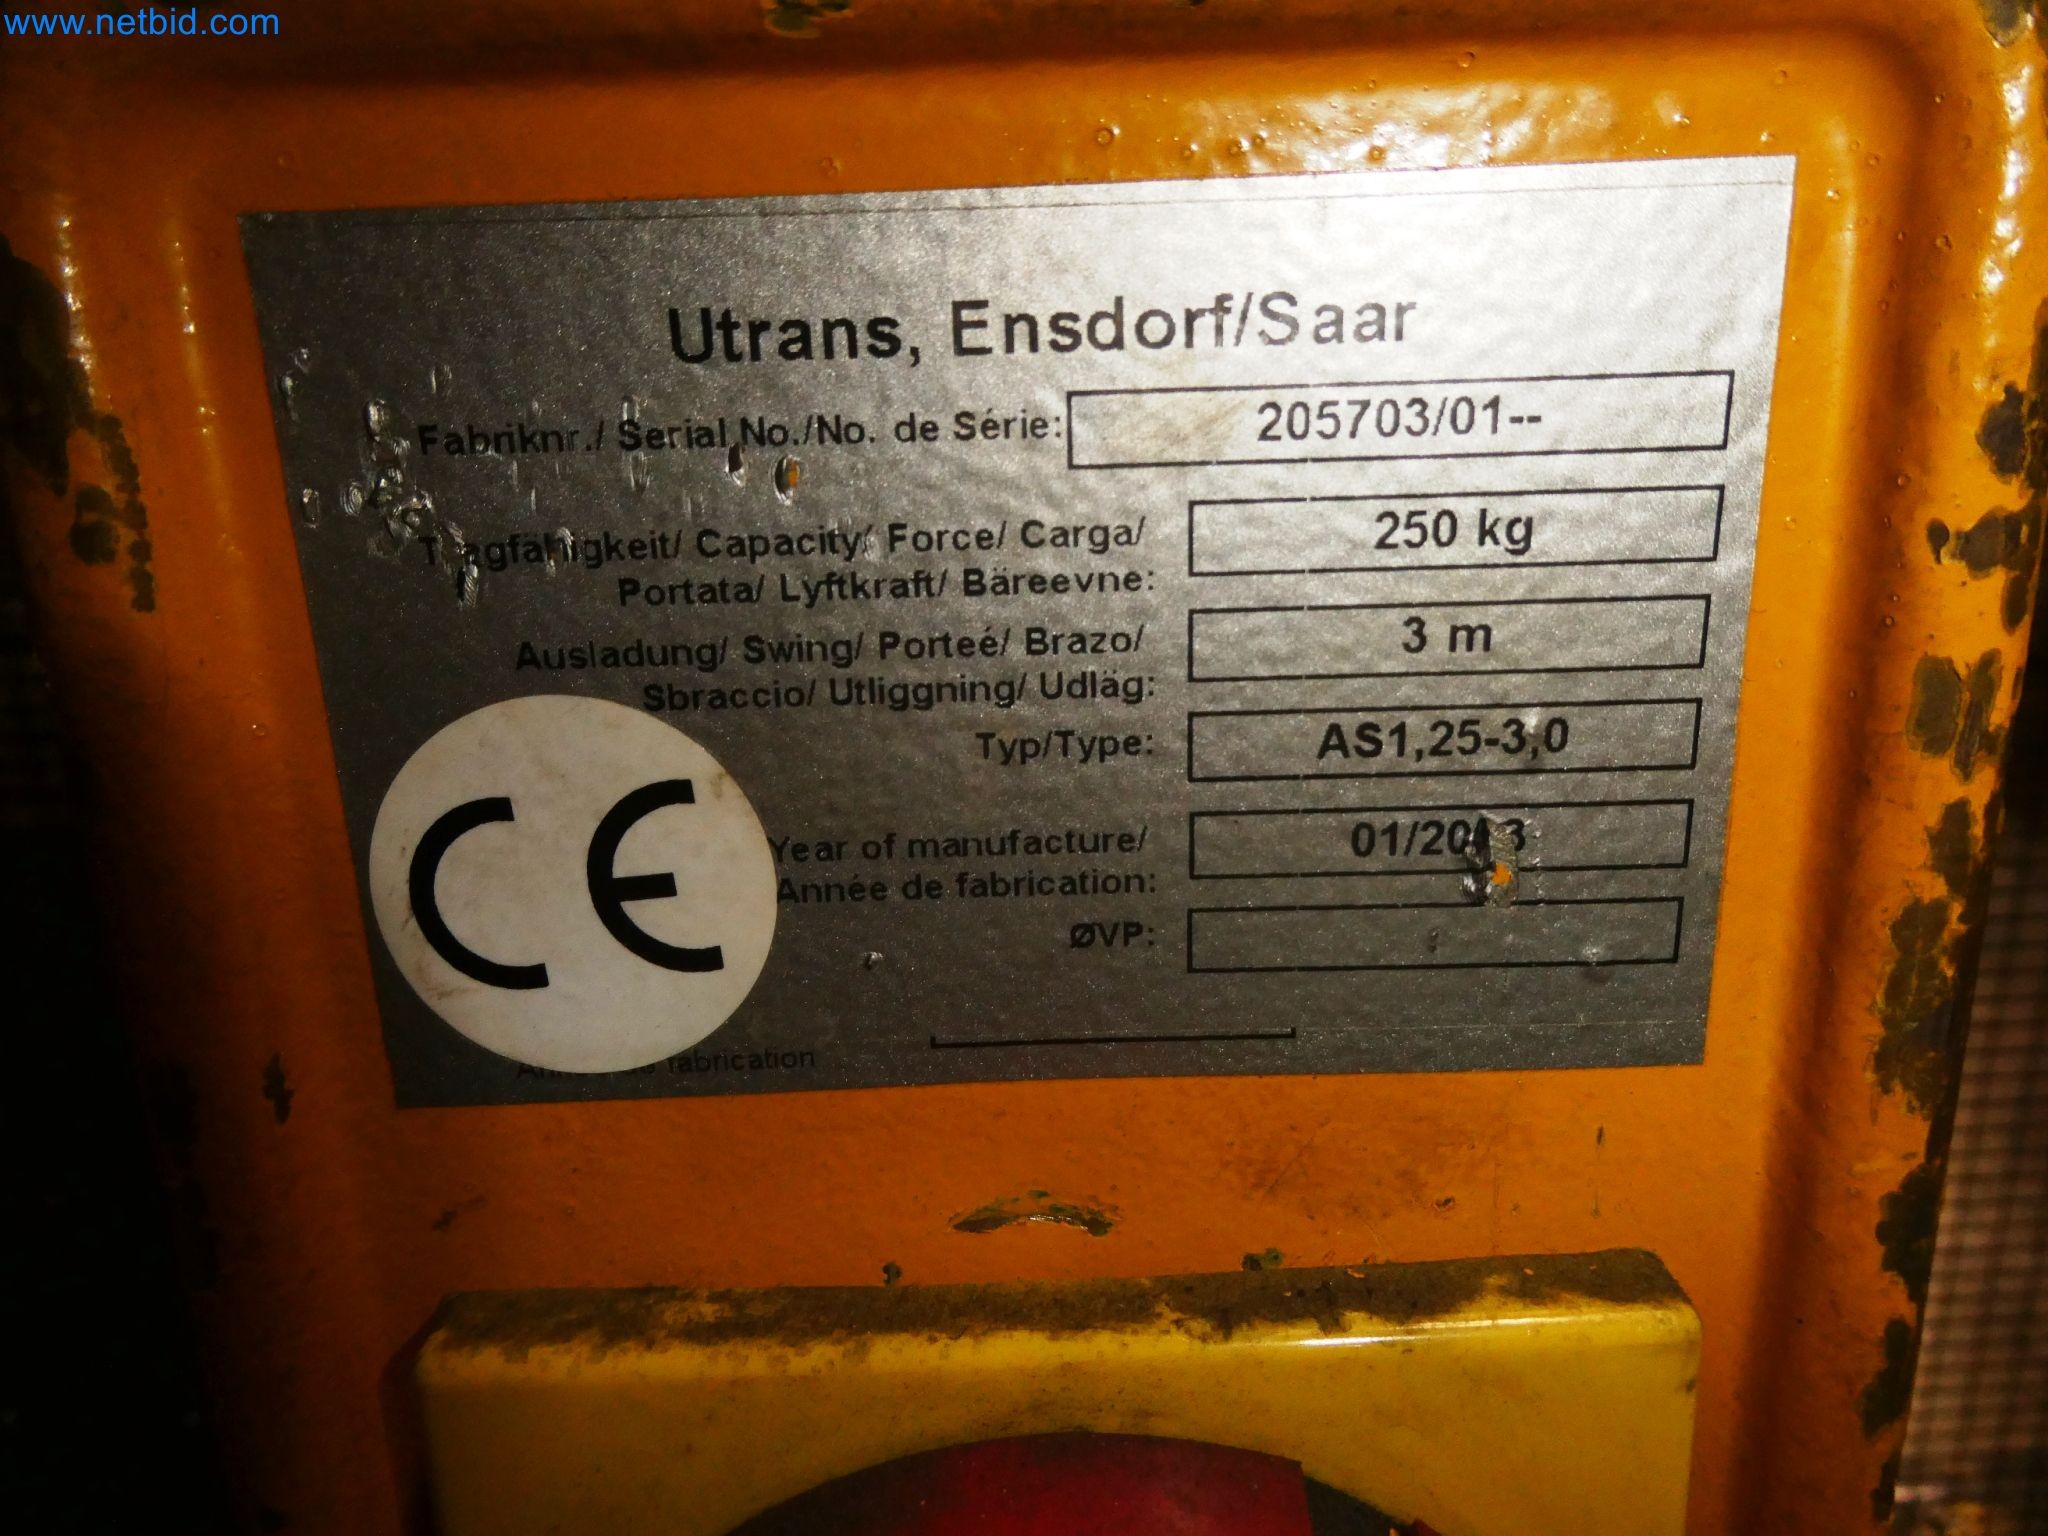 www.netbid.com
Utrans, Ensdorf/Saar
Fabriknr./ Serial No./No. de Série: 205703/01--
Tragfähigkeit/ Capacity/ Force/ Carga/
Portata/ Lyftkraft/ Bäreevne: 250 kg
Ausladung/ Swing/ Porteé/ Brazo/
Sbraccio/ Utliggning/ Udläg: 3 m
Typ/Type: AS1,25-3,0
Year of manufacture/
Année de fabrication:
ØVP:
CE
fabrication